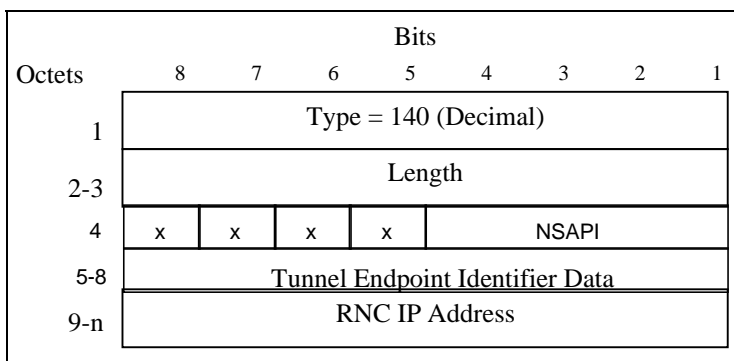 Bits
Octets 8 7 6 5 4 3 2 1
1 Type = 140 (Decimal)
2-3 Length
4 x x x x NSAPI
5-8 Tunnel Endpoint Identifier Data
9-n RNC IP Address